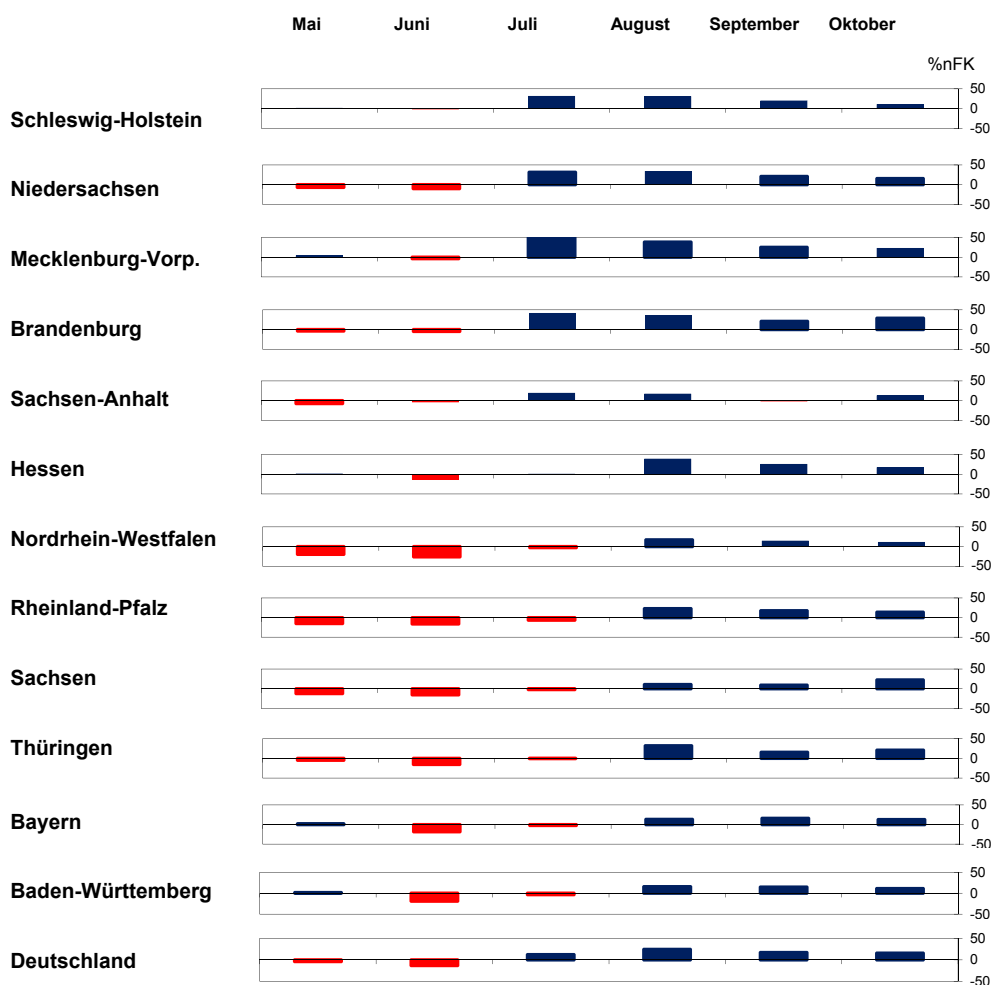 Mai Juni Juli August September Oktober
%nFK
50
Schleswig-Holstein 0
-50
50
Niedersachsen 0
-50
50
Mecklenburg-Vorp. 0
-50
50
Brandenburg 0
-50
50
Sachsen-Anhalt 0
-50
50
Hessen 0
-50
50
Nordrhein-Westfalen 0
-50
50
Rheinland-Pfalz 0
-50
50
Sachsen 0
-50
50
Thüringen 0
-50
50
Bayern 0
-50
50
Baden-Württemberg 0
-50
50
Deutschland 0
-50